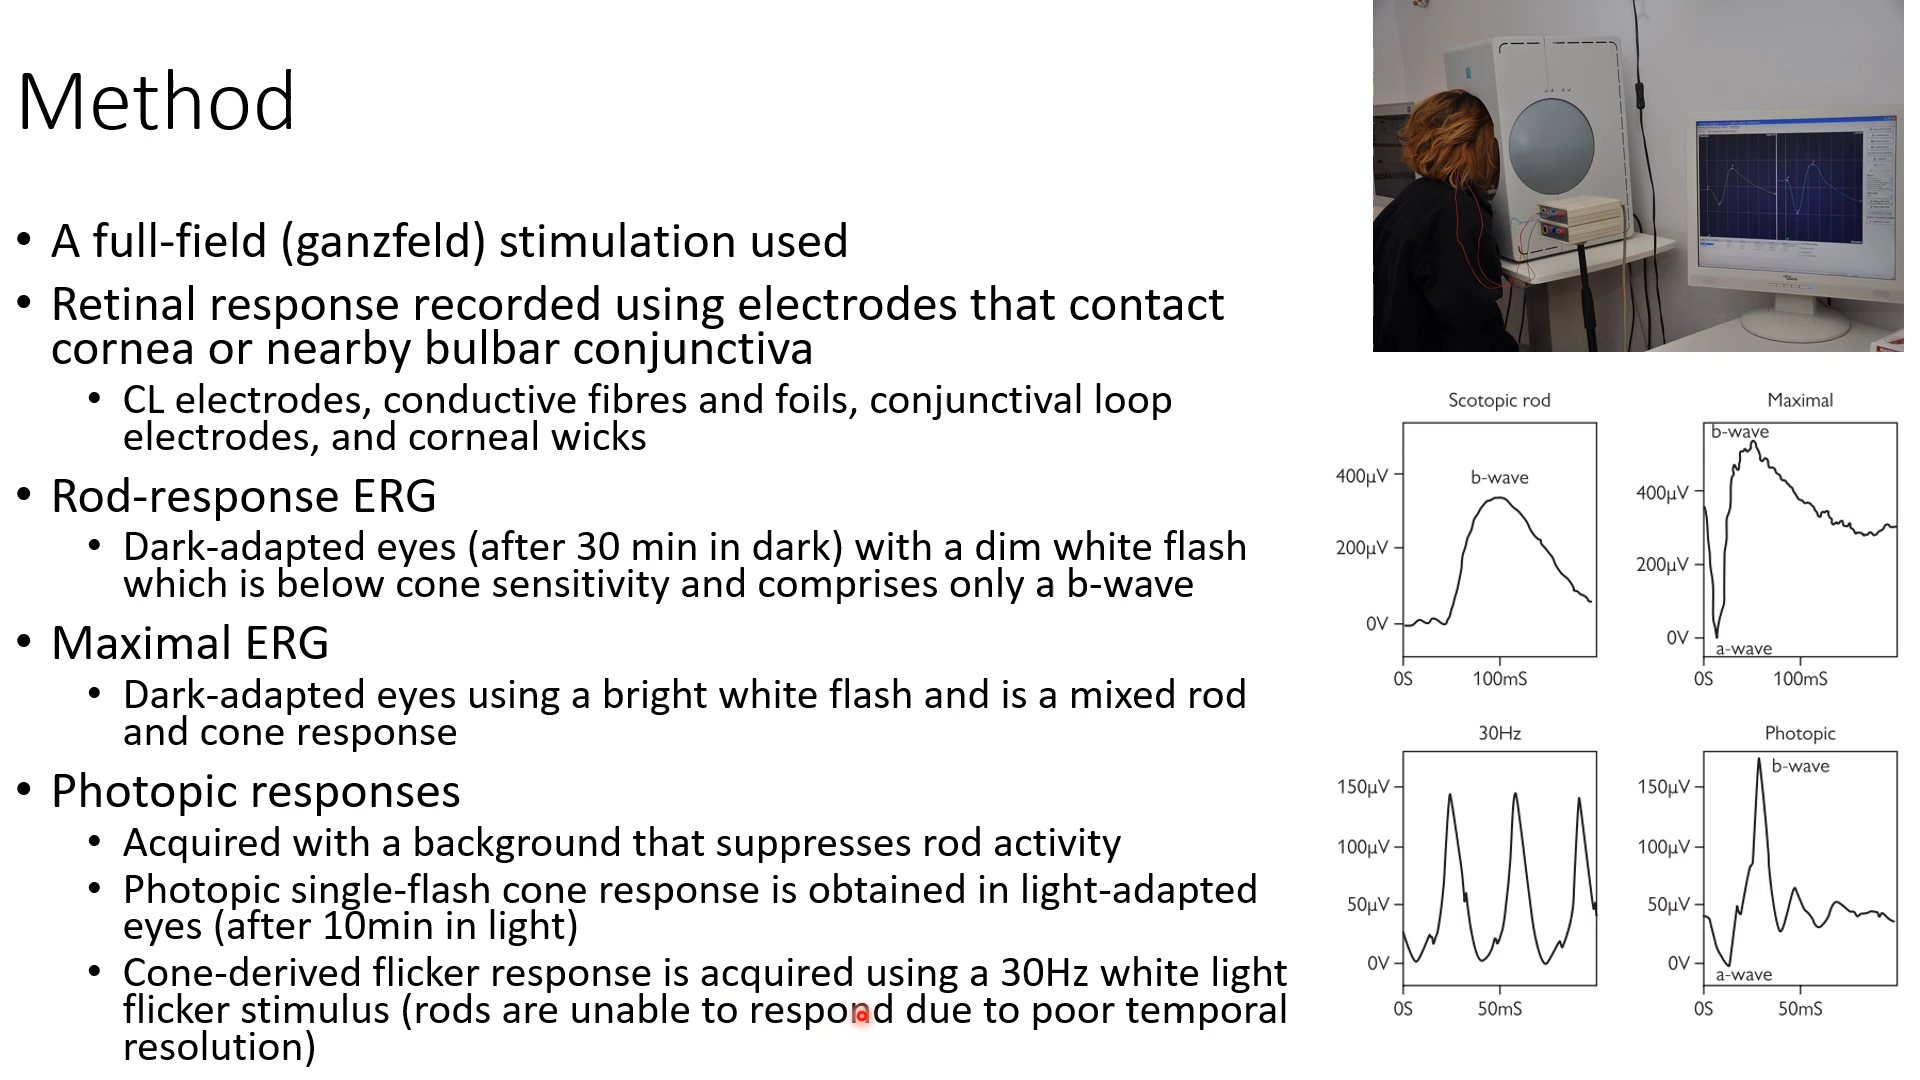 Method
• A full-field (ganzfeld) stimulation used
• Retinal response recorded using electrodes that contact
cornea or nearby bulbar conjunctiva
• CL electrodes, conductive fibres and foils, conjunctival loop
electrodes, and corneal wicks
• Rod-response ERG
• Dark-adapted eyes (after 30 min in dark) with a dim white flash
which is below cone sensitivity and comprises only a b-wave
• Maximal ERG
• Dark-adapted eyes using a bright white flash and is a mixed rod
and cone response
• Photopic responses
• Acquired with a background that suppresses rod activity
• Photopic single-flash cone response is obtained in light-adapted
eyes (after 10min in light)
• Cone-derived flicker response is acquired using a 30Hz white light
flicker stimulus (rods are unable to respond due to poor temporal
resolution)
Scotopic rod
b-wave
400µV
200µV
0V
0S 100mS
Maximal
b-wave
400µV
200µV
0V
a-wave
0S 100mS
30Hz
150µV
100µV
50µV
0V
0S 50mS
Photopic
b-wave
150µV
100µV
50µV
0V
a-wave
0S 50mS